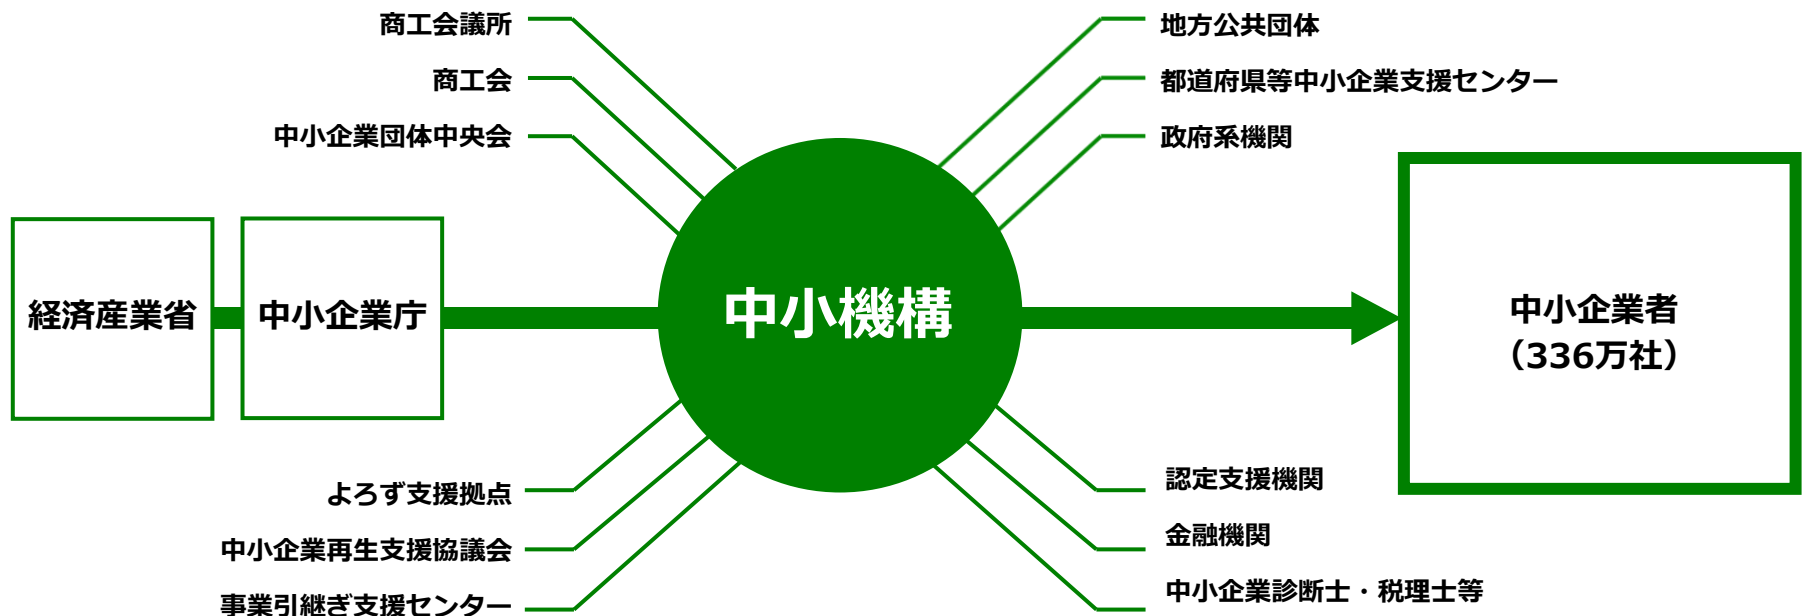 商工会議所
商工会
中小企業団体中央会
地方公共団体
都道府県等中小企業支援センター
政府系機関
経済産業省
中小企業庁
中小機構
中小企業者
（336万社）
よろず支援拠点
中小企業再生支援協議会
事業引継ぎ支援センター
認定支援機関
金融機関
中小企業診断士・税理士等